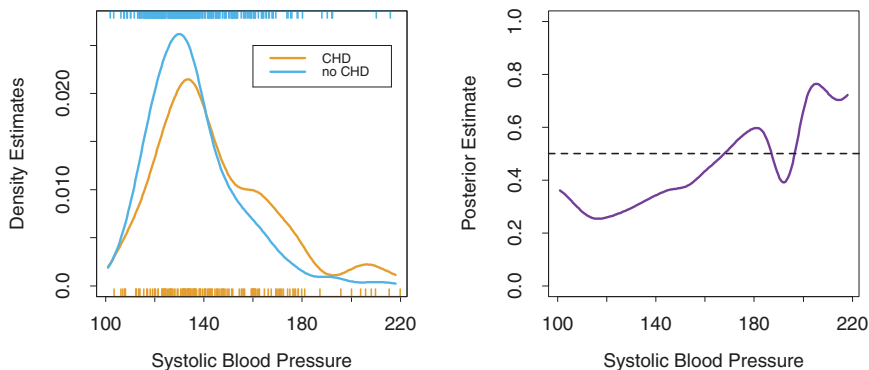 Density Estimates
0.0
0.010
0.020
CHD
no CHD
100
140
180
220
Systolic Blood Pressure
Posterior Estimate
0.0
0.2
0.4
0.6
0.8
1.0
100
140
180
220
Systolic Blood Pressure